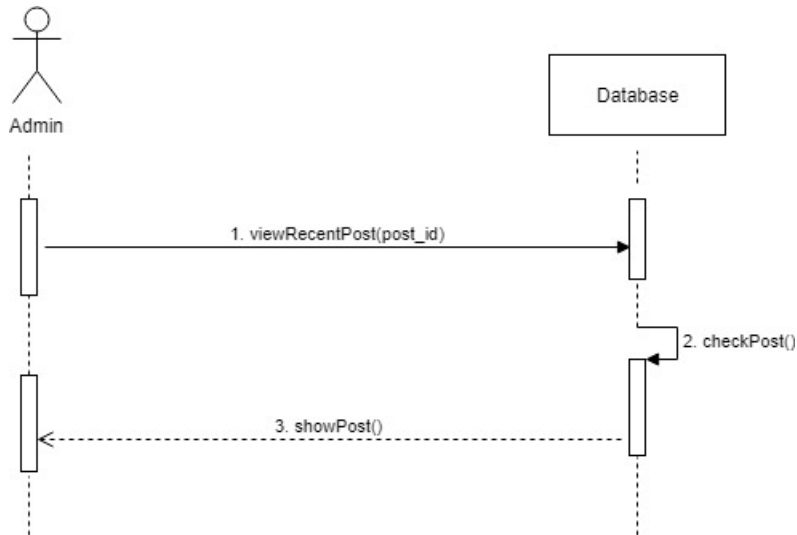 Admin
Database
1. viewRecentPost(post_id)
2. checkPost()
3. showPost()